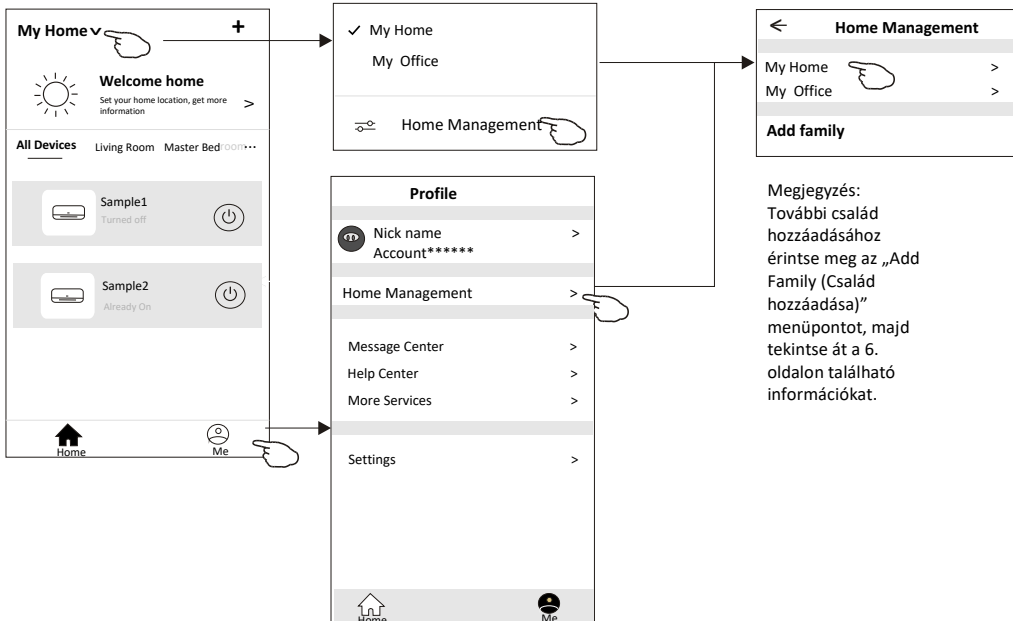 My Home
+
Welcome home
Set your home location, get more
information
>
All Devices Living Room Master Bedroom...
Sample1
Turned off
Sample2
Already On
Home
Me
✓ My Home
My Office
Home Management
Profile
Nick name >
Account******
Home Management >
Message Center >
Help Center >
More Services >
Settings >
Home
Me
Home Management
My Home >
My Office >
Add family
Megjegyzés:
További család
hozzáadásához
érintse meg az „Add
Family (Család
hozzáadása)”
menüpontot, majd
tekintse át a 6.
oldalon található
információkat.